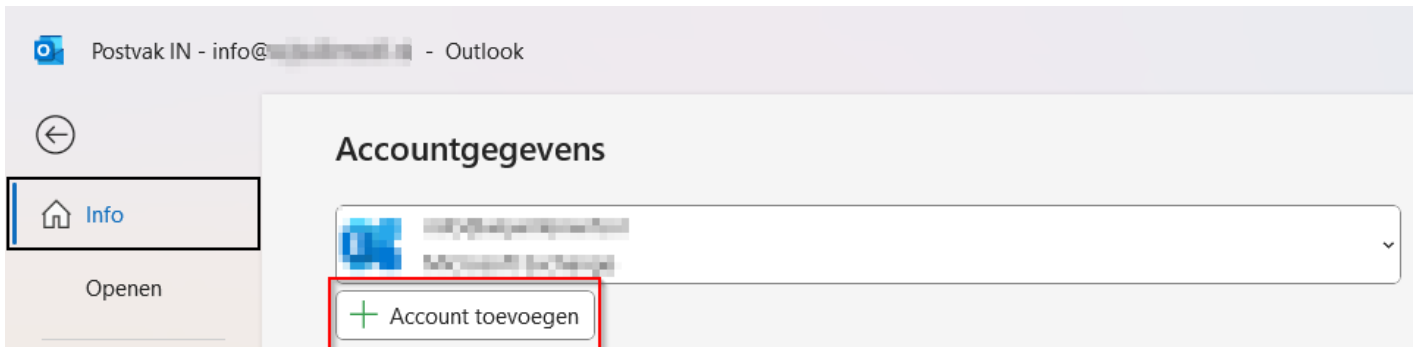 Postvak IN - info@ - Outlook
Accountgegevens
Info
Openen
Account toevoegen